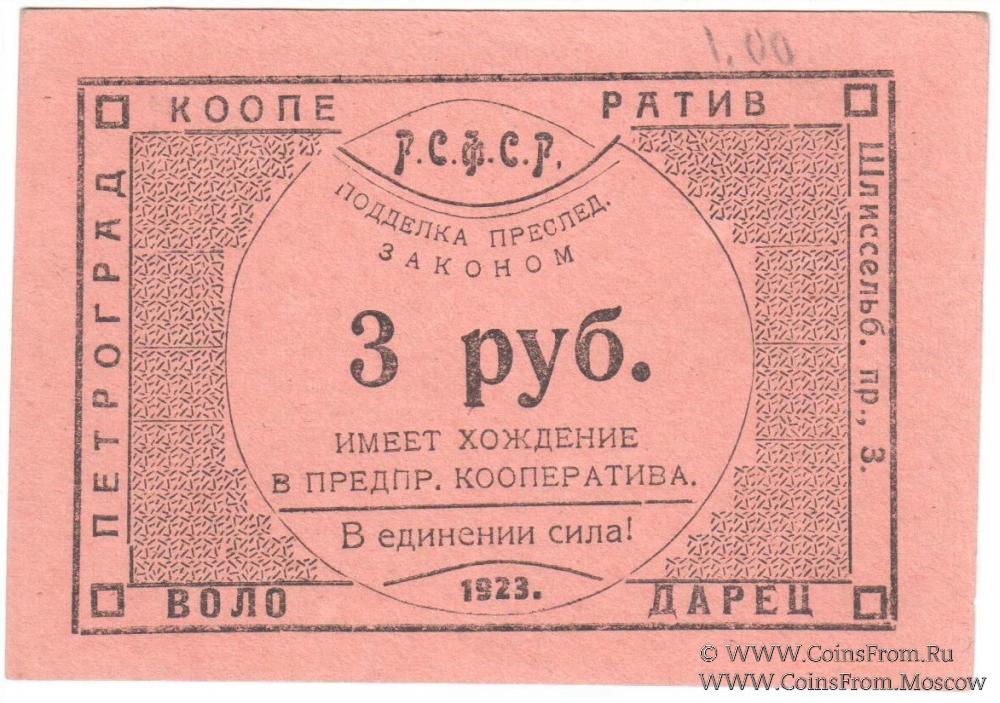 1.00
КООПЕ РАТИВ
Р.С.Ф.С.Р.
ПОДДЕЛКА ПРЕСЛЕД.
ЗАКОНОМ
ПЕТРОГРАД
Шлиссельб. пр., 3.
3 руб.
ИМЕЕТ ХОЖДЕНИЕ
В ПРЕДПР. КООПЕРАТИВА.
В единении сила!
1923.
ВОЛО ДАРЕЦ
© WWW.CoinsFrom.Ru
WWW.CoinsFrom.Moscow